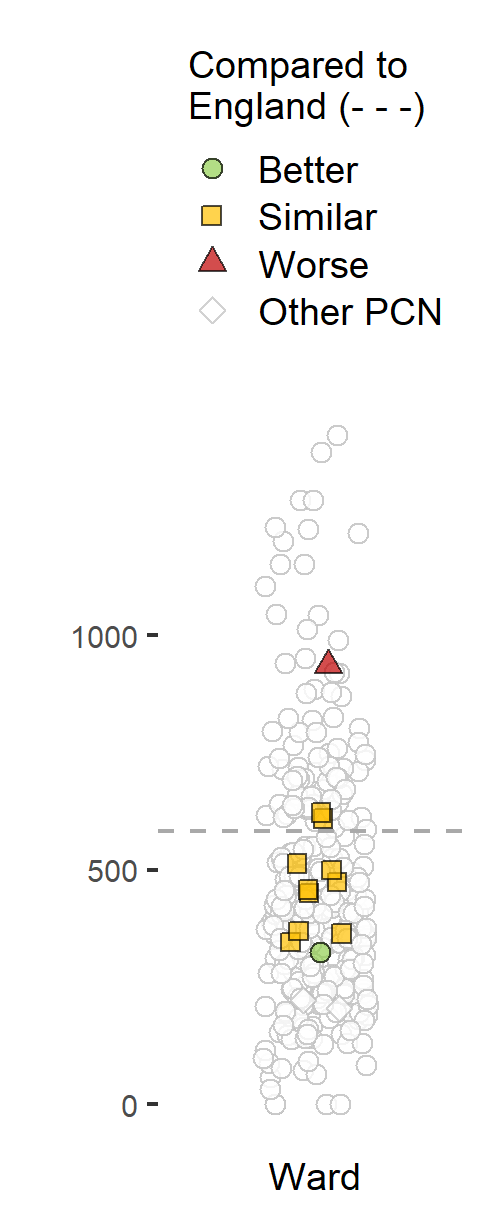 Compared to
England (- - -)
Better
Similar
Worse
Other PCN
1000
500
0
Ward